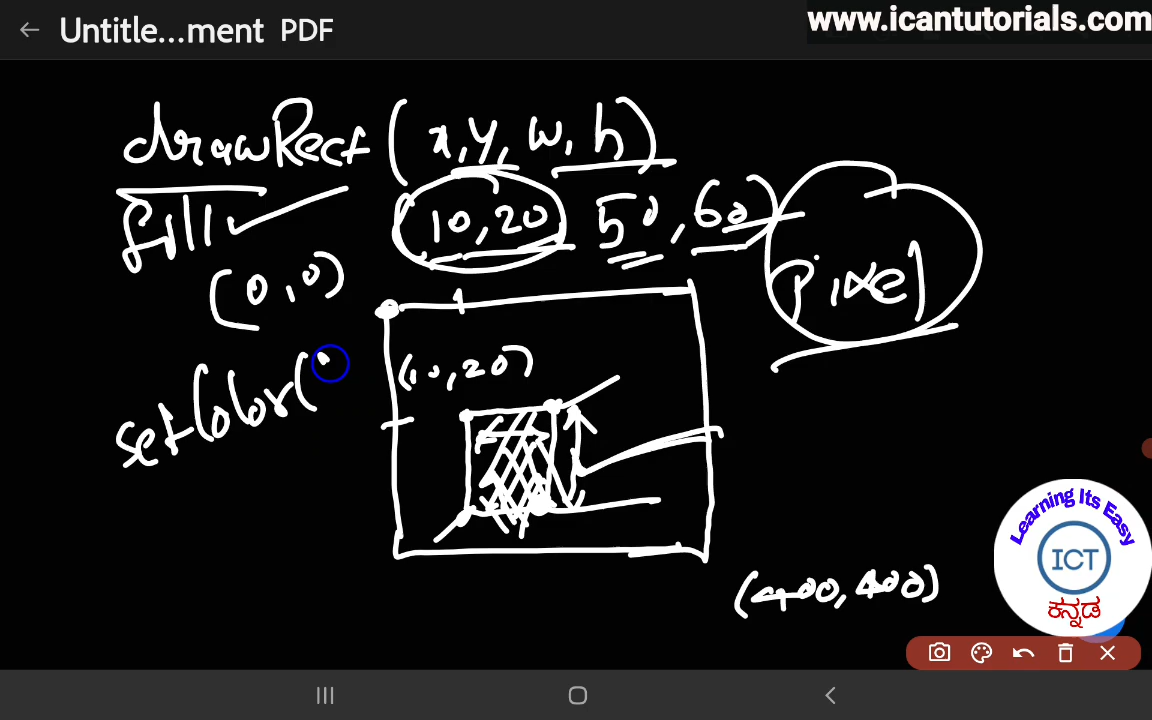 www.icantutorials.com
Untitle...ment PDF
drawRect (x,y, w, h)
fill (10,20) 50, 60
pixel
(0,0)
(10,20)
setColor(
(400,400)
Learning Its Easy
ICT
ಕನ್ನಡ